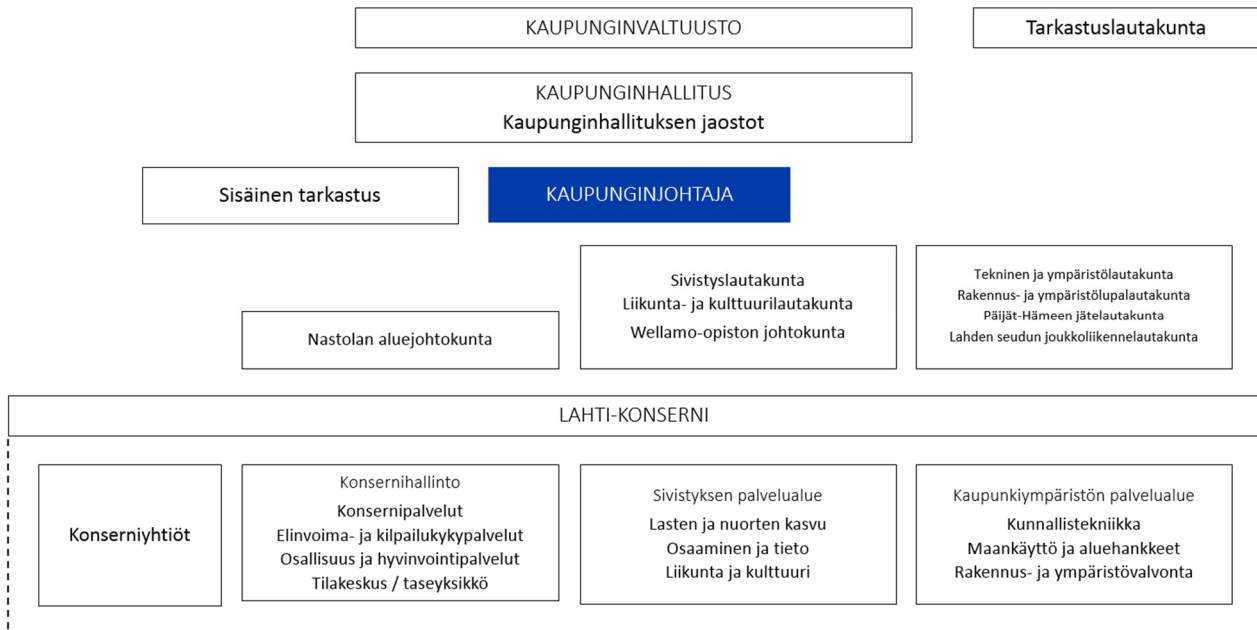 KAUPUNGINVALTUUSTO
Tarkastuslautakunta
KAUPUNGINHALLITUS
Kaupunginhallituksen jaostot
Sisäinen tarkastus
KAUPUNGINJOHTAJA
Nastolan aluejohtokunta
Sivistyslautakunta
Liikunta- ja kulttuurilautakunta
Wellamo-opiston johtokunta
Tekninen ja ympäristölautakunta
Rakennus- ja ympäristölupalautakunta
Päijät-Hämeen jätelautakunta
Lahden seudun joukkoliikennelautakunta
LAHTI-KONSERNI
Konserniyhtiöt
Konsernihallinto
Konsernipalvelut
Elinvoima- ja kilpailukykypalvelut
Osallisuus ja hyvinvointipalvelut
Tilakeskus / taseyksikkö
Sivistyksen palvelualue
Lasten ja nuorten kasvu
Osaaminen ja tieto
Liikunta ja kulttuuri
Kaupunkiympäristön palvelualue
Kunnallistekniikka
Maankäyttö ja aluehankkeet
Rakennus- ja ympäristövalvonta